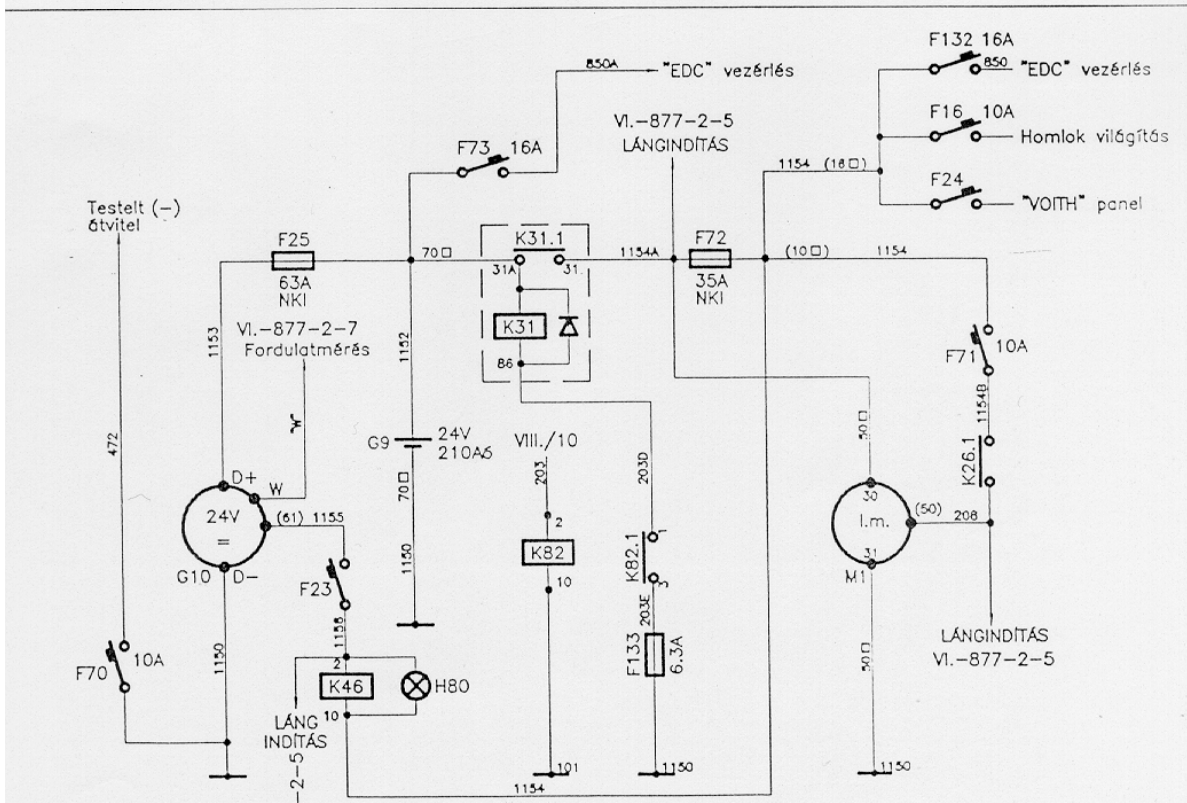 F132 16A
850
"EDC" vezérlés
850A
"EDC" vezérlés
VI.-877-2-5
LÁNGINDÍTÁS
F16 10A
Homlok világítás
F73 16A
1154 (16□)
F24
"VOITH" panel
Testelt (-)
átvitel
F25
63A
NKI
70□
K31.1
31A
31.
1154A
F72
35A
NKI
(10□)
1154
K31
86
VI.-877-2-7
Fordulatmérés
1153
1152
"W"
F71
10A
1154B
472
G9
24V
210Aó
VIII./10
203
203D
50□
K26.1
D+
W
24V
=
(61) 1155
G10
D-
70□
1150
2
K82
10
K82.1
1
3
203E
30
I.m.
31
M1
(50)
208
F23
1156
F133
6.3A
LÁNGINDÍTÁS
VI.-877-2-5
F70
10A
1150
2
K46
10
H80
LÁNG
INDÍTÁS
-2-5
50□
101
1150
1150
1154